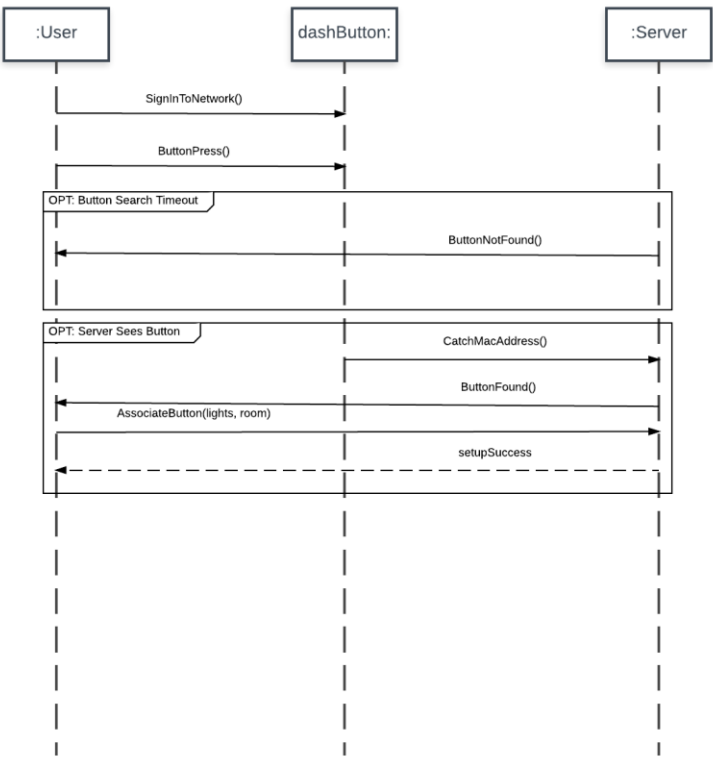 :User
dashButton:
:Server
SignInToNetwork()
ButtonPress()
OPT: Button Search Timeout
ButtonNotFound()
OPT: Server Sees Button
CatchMacAddress()
ButtonFound()
AssociateButton(lights, room)
setupSuccess